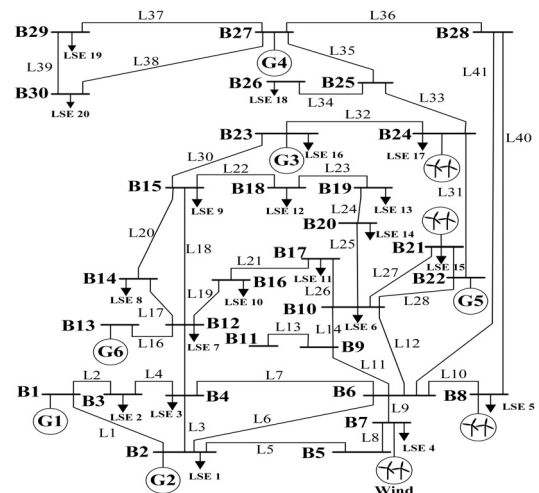 L37
L36
B29
B27
B28
LSE 19
L35
L39
L38
G4
L41
B26
B25
B30
LSE 18
L34
LSE 20
L33
L32
B23
B24
L40
G3
LSE 16
LSE 17
L30
L22
L23
L31
B15
B18
B19
LSE 9
LSE 12
LSE 13
L24
B20
L20
LSE 14
L18
L25
B21
B17
L27
LSE 15
L21
B14
B16
LSE 11
B22
L19
L26
L28
LSE 8
LSE 10
B10
G5
L17
B13
B12
L13
L14
LSE 6
L16
LSE 7
B11
B9
L12
G6
L11
L2
L4
L7
L10
B1
B3
B4
B6
B8
G1
LSE 2
LSE 3
L6
L9
LSE 5
B7
L1
L3
L8
LSE 4
B2
L5
B5
G2
LSE 1
Wind